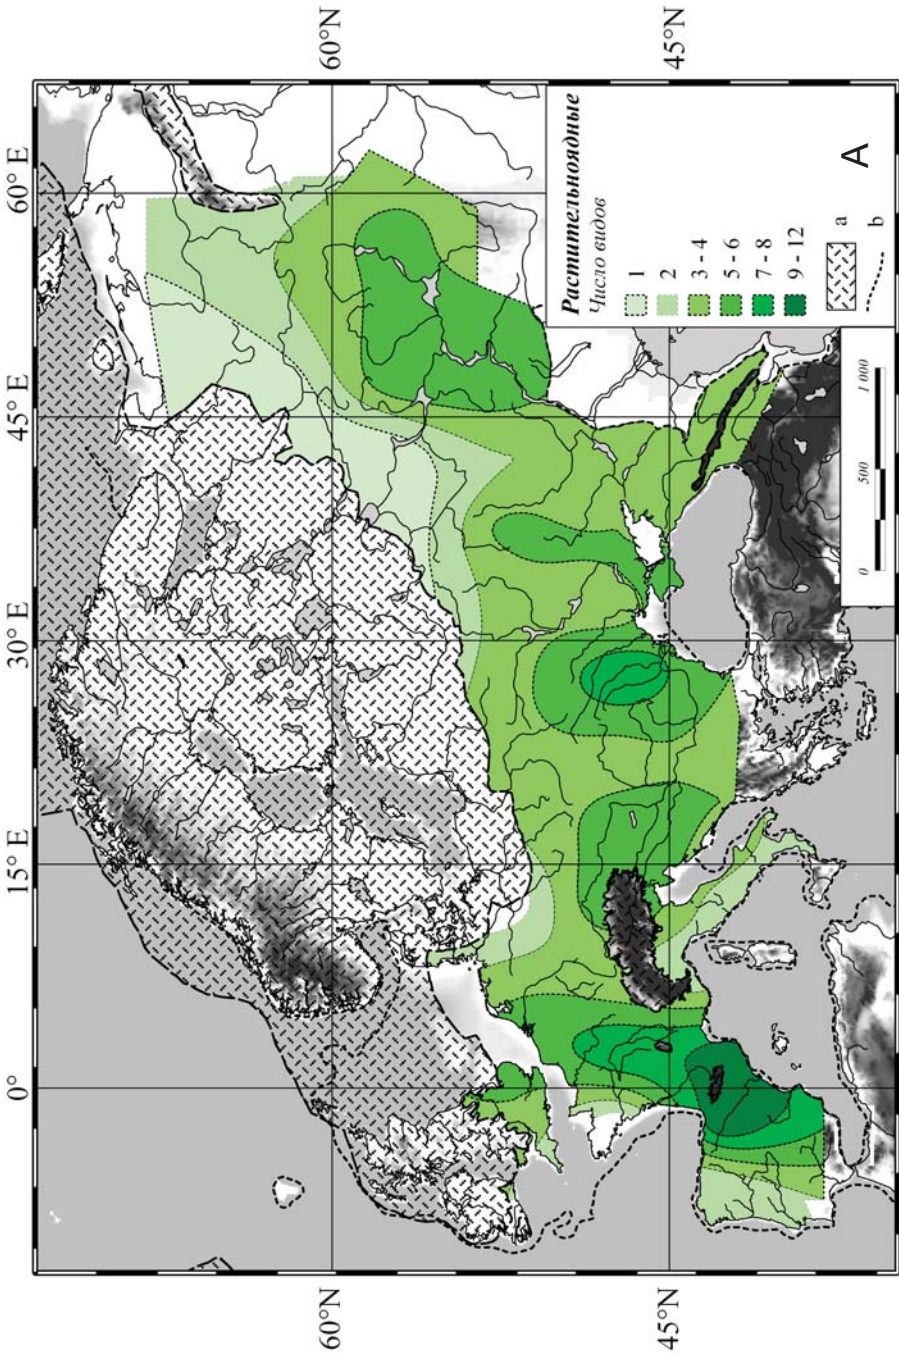 0°
15° E
30° E
45° E
60° E
60°N
45°N
60°N
45°N
Растительноядные
Число видов
1
2
3 - 4
5 - 6
7 - 8
9 - 12
a
b
A
0 500 1 000